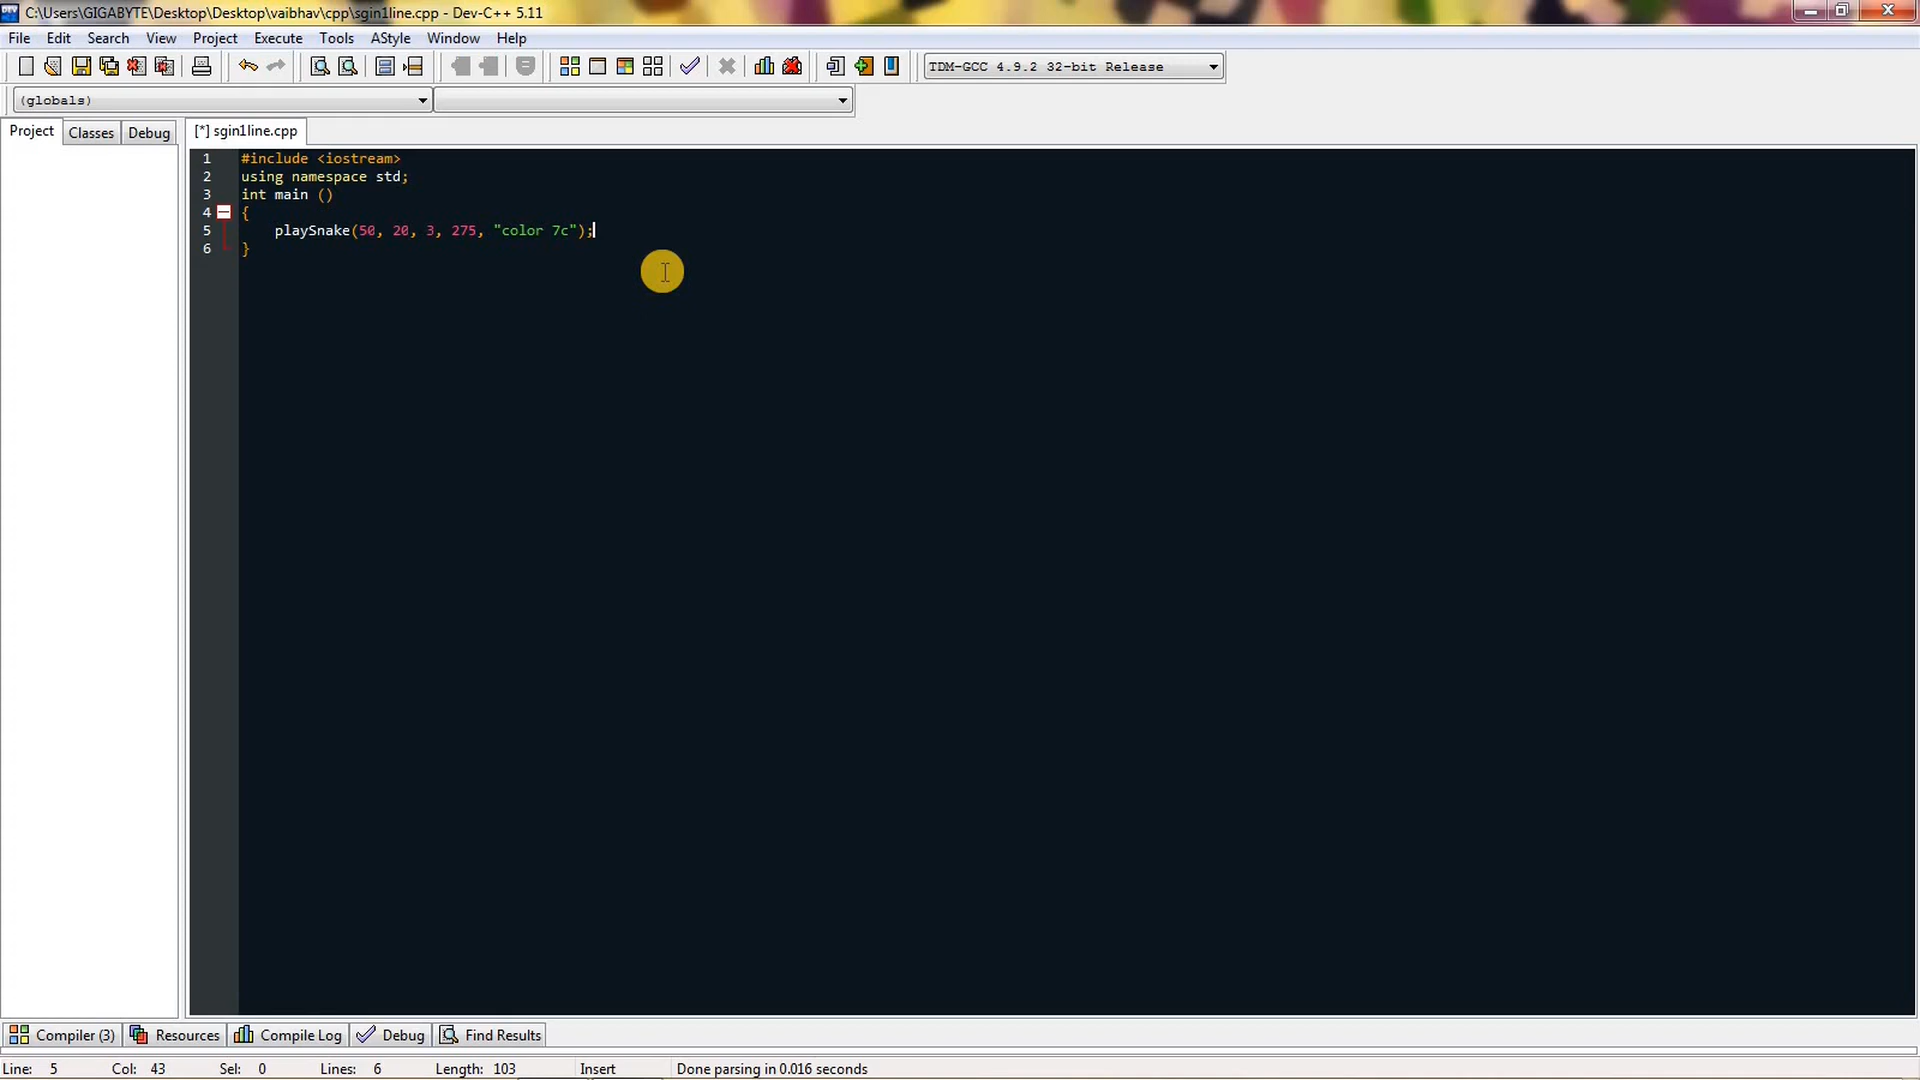 C:\Users\GIGABYTE\Desktop\Desktop\vaibhav\cpp\sgin1line.cpp - Dev-C++ 5.11
File Edit Search View Project Execute Tools AStyle Window Help
TDM-GCC 4.9.2 32-bit Release
(globals)
Project Classes Debug [*] sgin1line.cpp
1 #include <iostream>
2 using namespace std;
3 int main ()
4 {
5 playSnake(50, 20, 3, 275, "color 7c");
6 }
Compiler (3) Resources Compile Log Debug Find Results
Line: 5 Col: 43 Sel: 0 Lines: 6 Length: 103 Insert Done parsing in 0.016 seconds